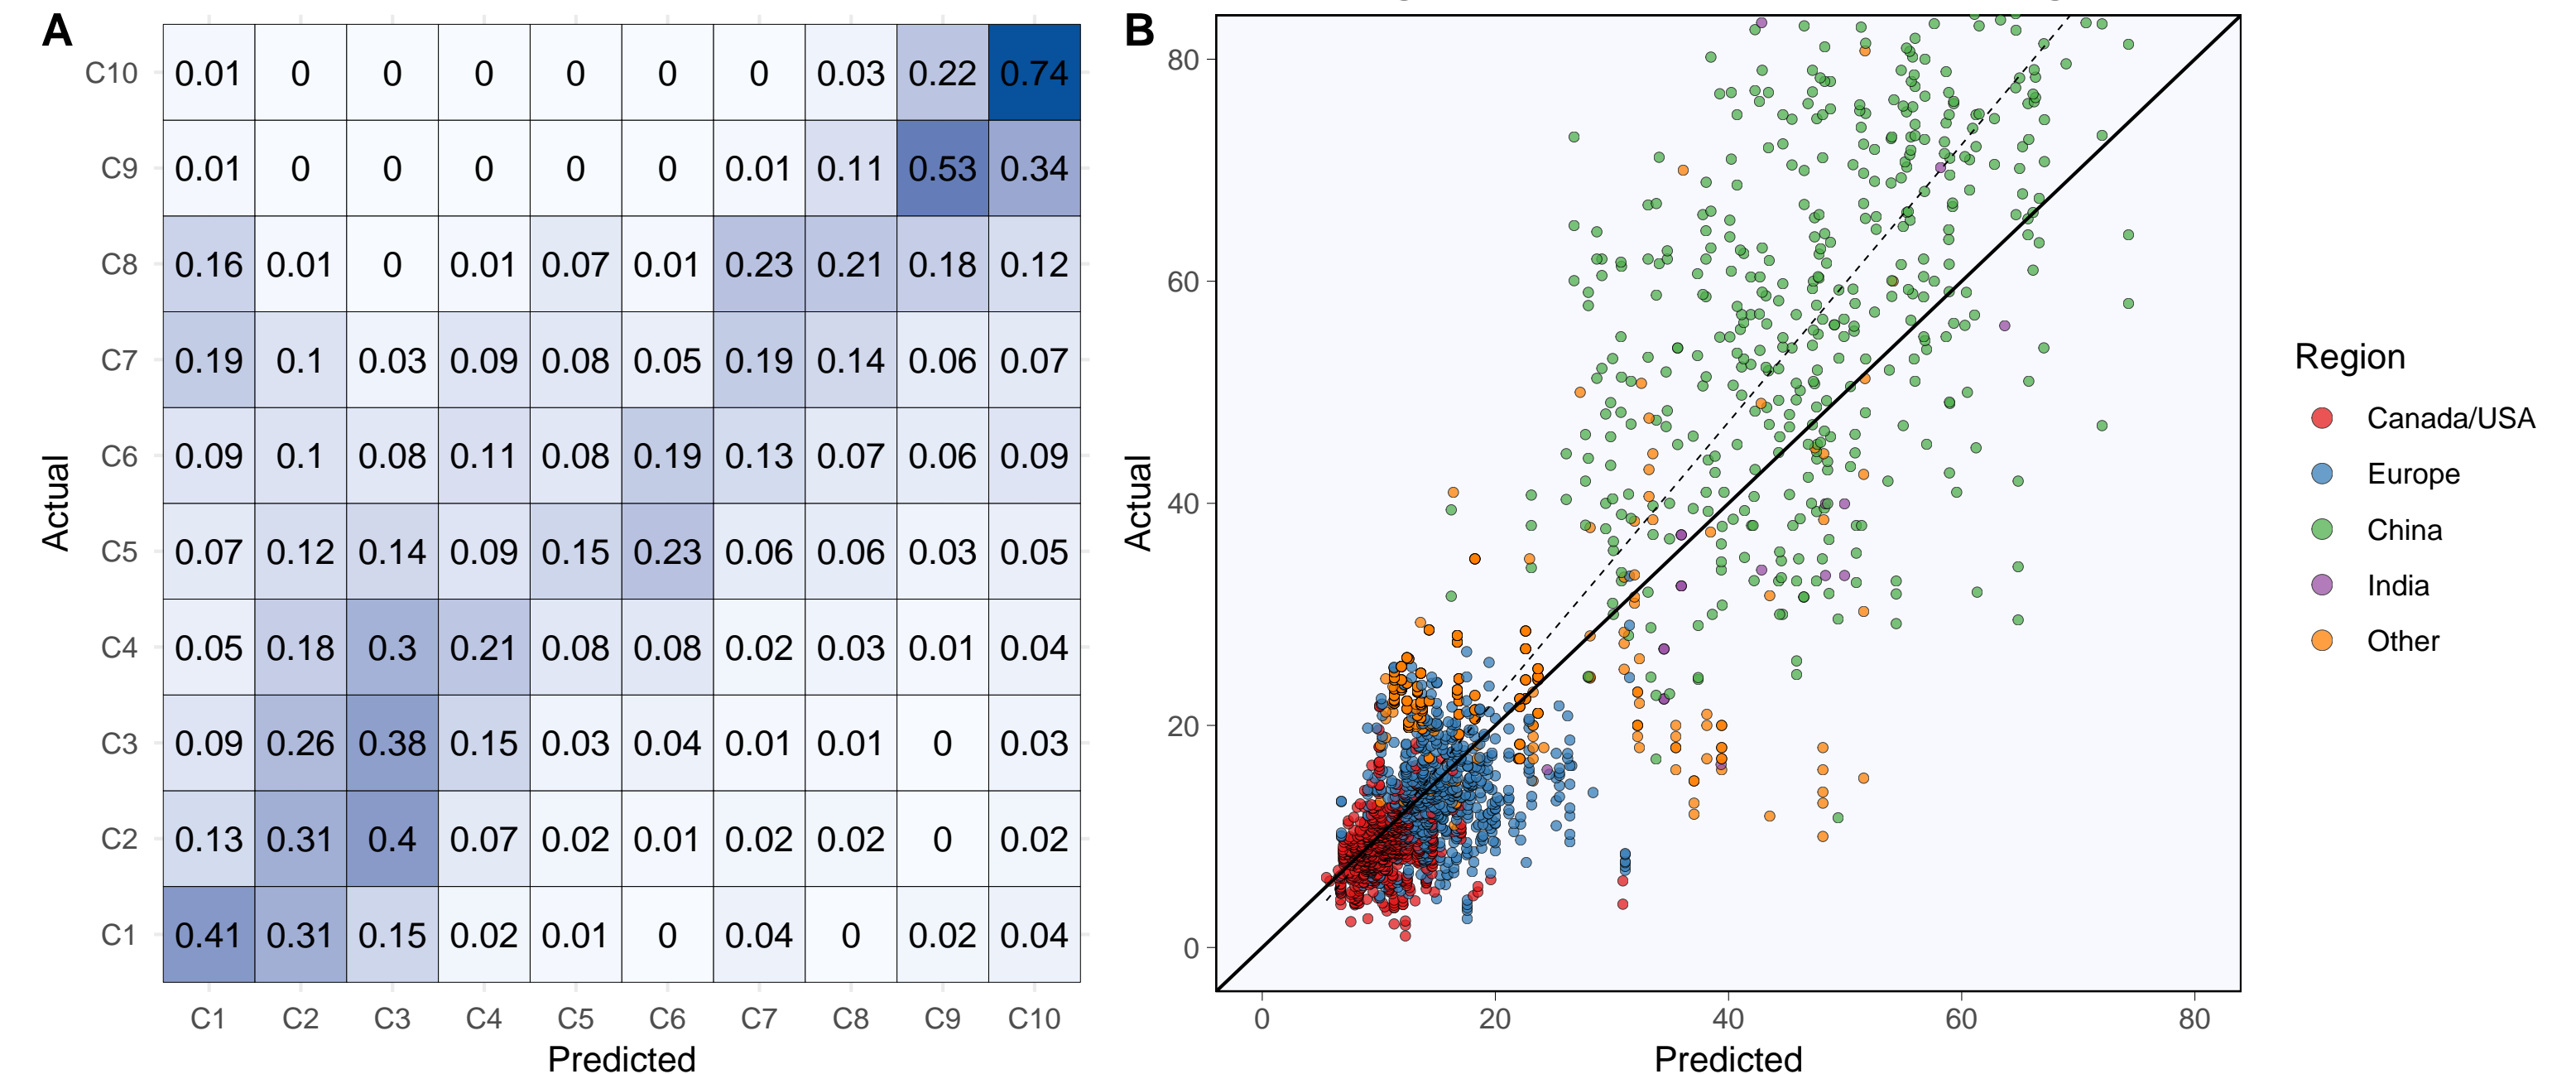 A
C10 0.01 0 0 0 0 0 0 0.03 0.22 0.74
C9 0.01 0 0 0 0 0 0.01 0.11 0.53 0.34
C8 0.16 0.01 0 0.01 0.07 0.01 0.23 0.21 0.18 0.12
C7 0.19 0.1 0.03 0.09 0.08 0.05 0.19 0.14 0.06 0.07
C6 0.09 0.1 0.08 0.11 0.08 0.19 0.13 0.07 0.06 0.09
C5 0.07 0.12 0.14 0.09 0.15 0.23 0.06 0.06 0.03 0.05
C4 0.05 0.18 0.3 0.21 0.08 0.08 0.02 0.03 0.01 0.04
C3 0.09 0.26 0.38 0.15 0.03 0.04 0.01 0.01 0 0.03
C2 0.13 0.31 0.4 0.07 0.02 0.01 0.02 0.02 0 0.02
C1 0.41 0.31 0.15 0.02 0.01 0 0.04 0 0.02 0.04
C1 C2 C3 C4 C5 C6 C7 C8 C9 C10
Predicted
Actual
B
80
60
40
20
0
0 20 40 60 80
Predicted
Actual
Region
Canada/USA
Europe
China
India
Other